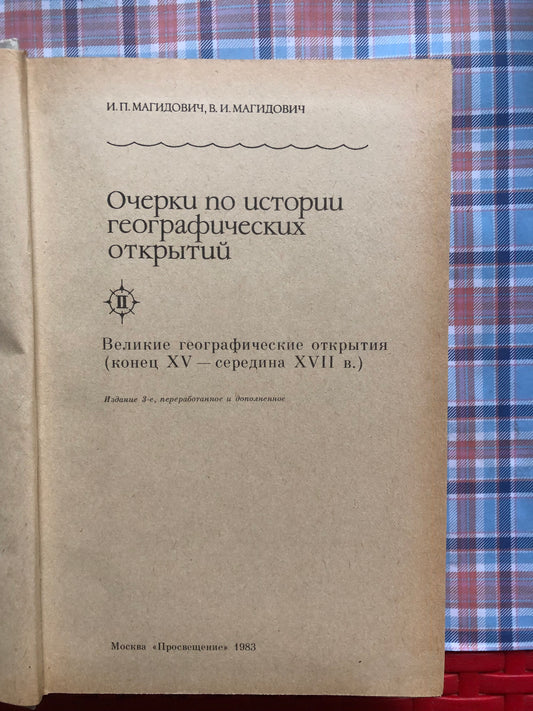 И. П. МАГИДОВИЧ, В. И. МАГИДОВИЧ
Очерки по истории
географических
открытий
II
Великие географические открытия
(конец XV — середина XVII в.)
Издание 3-е, переработанное и дополненное
Москва «Просвещение» 1983